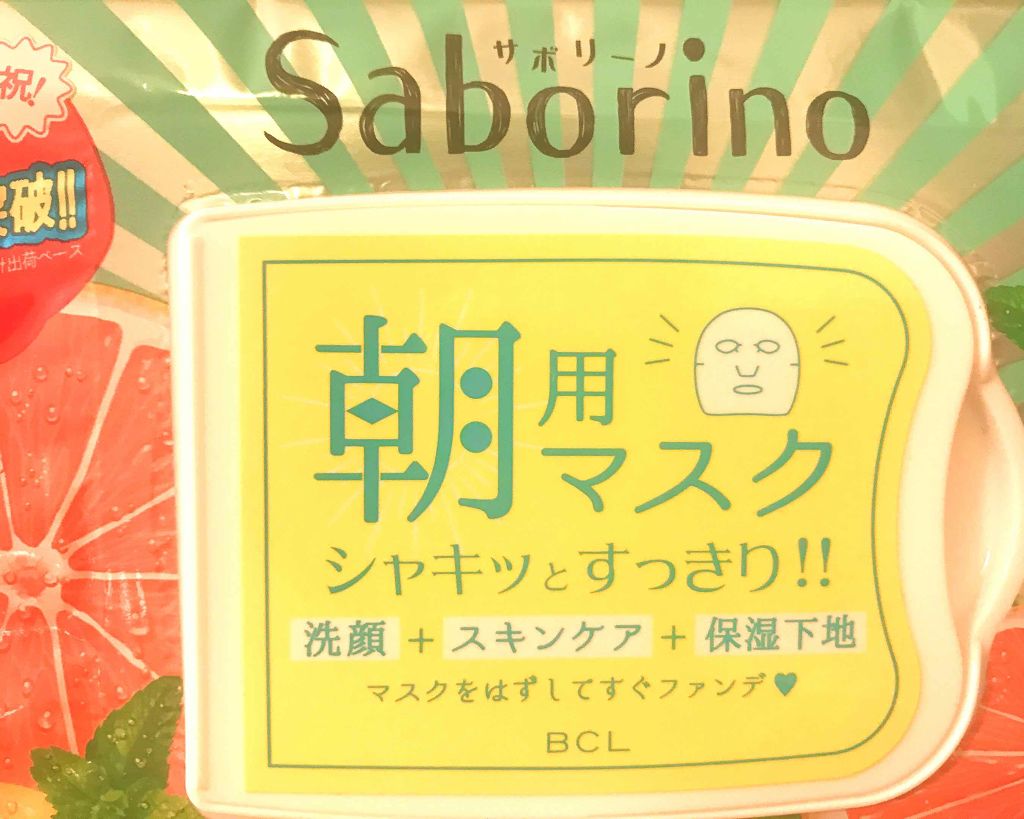 サボリーノ
Saborino
祝!
突破!!
計出荷ベース
朝用
マスク
シャキッとすっきり!!
洗顔+スキンケア+保湿下地
マスクをはずしてすぐファンデ♥
BCL